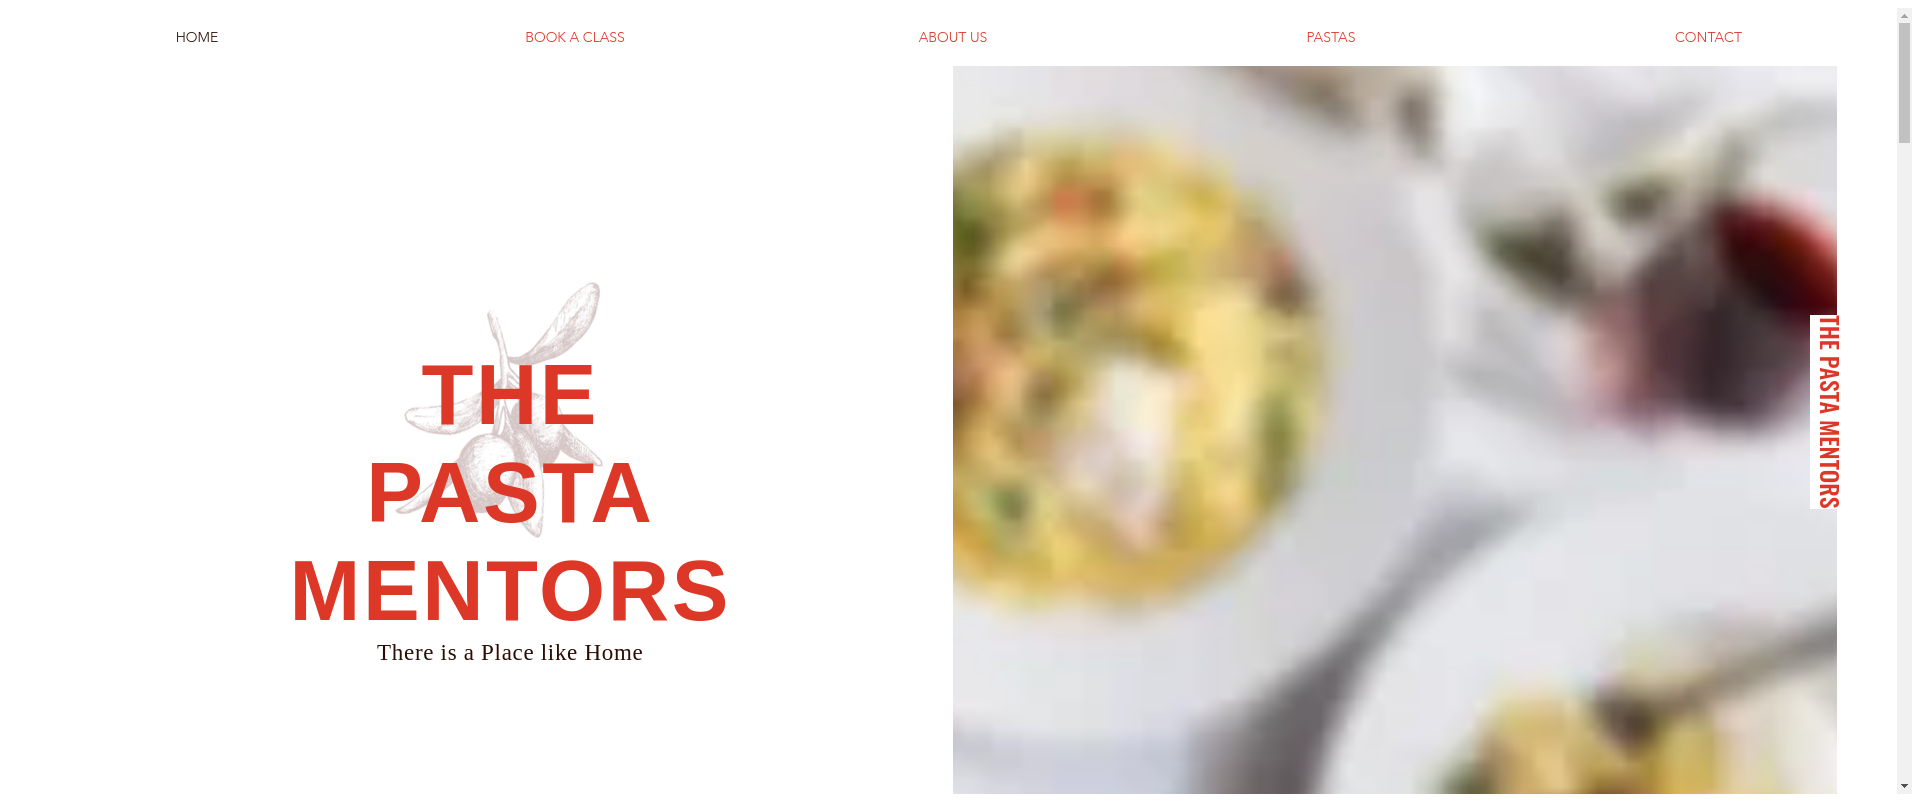 HOME
BOOK A CLASS
ABOUT US
PASTAS
CONTACT
THE
PASTA
MENTORS
There is a Place like Home
THE PASTA MENTORS